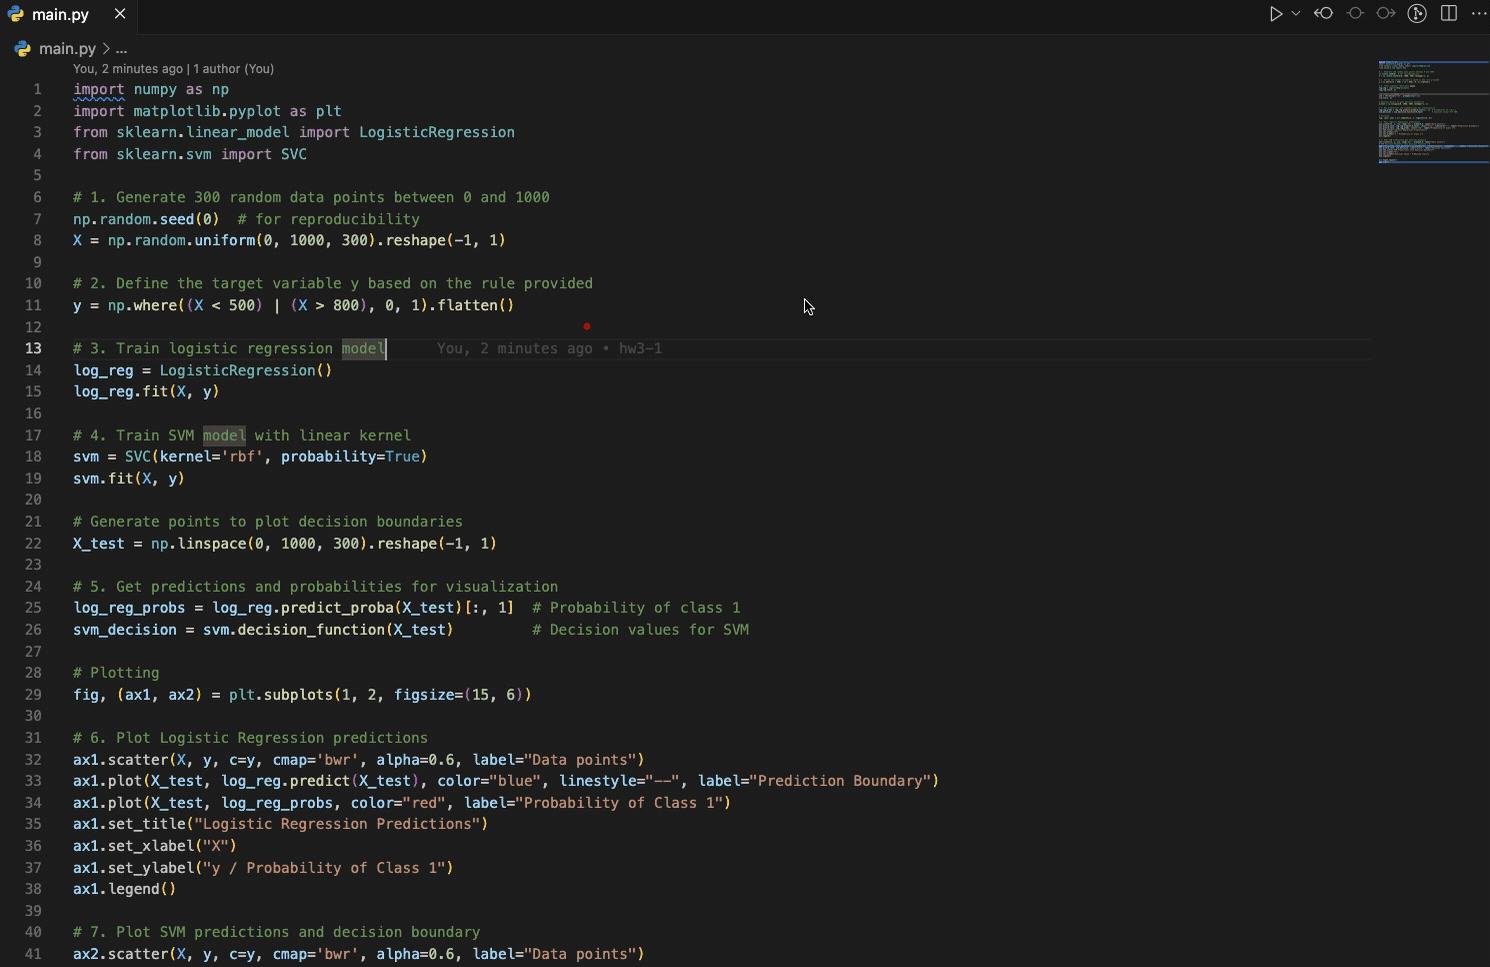 main.py
main.py > ...
You, 2 minutes ago | 1 author (You)
1 import numpy as np
2 import matplotlib.pyplot as plt
3 from sklearn.linear_model import LogisticRegression
4 from sklearn.svm import SVC
5
6 # 1. Generate 300 random data points between 0 and 1000
7 np.random.seed(0)  # for reproducibility
8 X = np.random.uniform(0, 1000, 300).reshape(-1, 1)
9
10 # 2. Define the target variable y based on the rule provided
11 y = np.where((X < 500) | (X > 800), 0, 1).flatten()
12
13 # 3. Train logistic regression model You, 2 minutes ago • hw3-1
14 log_reg = LogisticRegression()
15 log_reg.fit(X, y)
16
17 # 4. Train SVM model with linear kernel
18 svm = SVC(kernel='rbf', probability=True)
19 svm.fit(X, y)
20
21 # Generate points to plot decision boundaries
22 X_test = np.linspace(0, 1000, 300).reshape(-1, 1)
23
24 # 5. Get predictions and probabilities for visualization
25 log_reg_probs = log_reg.predict_proba(X_test)[:, 1]  # Probability of class 1
26 svm_decision = svm.decision_function(X_test)         # Decision values for SVM
27
28 # Plotting
29 fig, (ax1, ax2) = plt.subplots(1, 2, figsize=(15, 6))
30
31 # 6. Plot Logistic Regression predictions
32 ax1.scatter(X, y, c=y, cmap='bwr', alpha=0.6, label="Data points")
33 ax1.plot(X_test, log_reg.predict(X_test), color="blue", linestyle="--", label="Prediction Boundary")
34 ax1.plot(X_test, log_reg_probs, color="red", label="Probability of Class 1")
35 ax1.set_title("Logistic Regression Predictions")
36 ax1.set_xlabel("X")
37 ax1.set_ylabel("y / Probability of Class 1")
38 ax1.legend()
39
40 # 7. Plot SVM predictions and decision boundary
41 ax2.scatter(X, y, c=y, cmap='bwr', alpha=0.6, label="Data points")